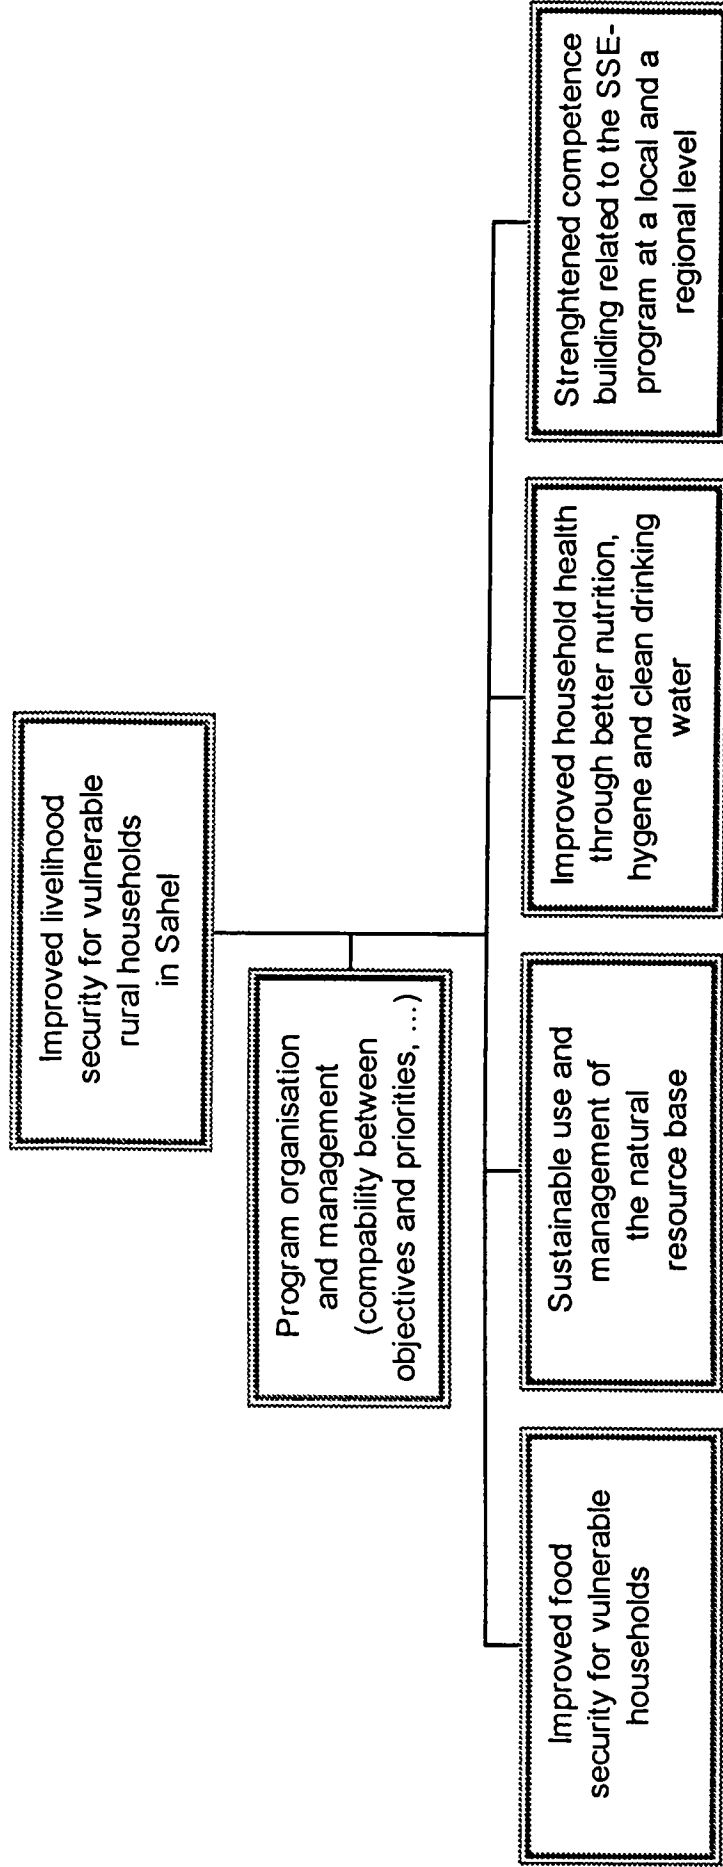 Improved livelihood
security for vulnerable
rural households
in Sahel
Program organisation
and management
(compability between
objectives and priorities, ...)
Improved food
security for vulnerable
households
Sustainable use and
management of
the natural
resource base
Improved household health
through better nutrition,
hygene and clean drinking
water
Strenghtened competence
building related to the SSE-
program at a local and a
regional level